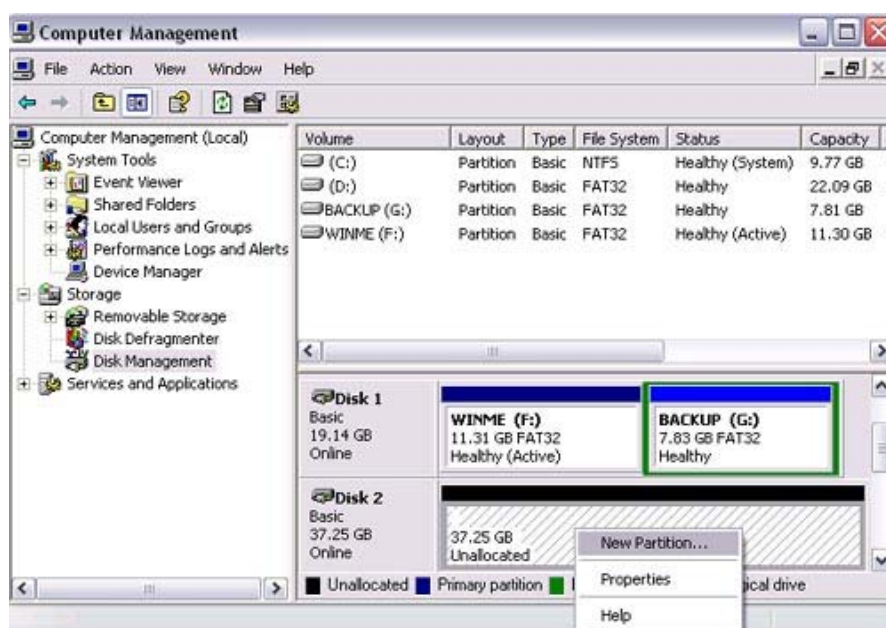 Computer Management
File Action View Window Help
Computer Management (Local)
System Tools
Event Viewer
Shared Folders
Local Users and Groups
Performance Logs and Alerts
Device Manager
Storage
Removable Storage
Disk Defragmenter
Disk Management
Services and Applications
Volume Layout Type File System Status Capacity
(C:) Partition Basic NTFS Healthy (System) 9.77 GB
(D:) Partition Basic FAT32 Healthy 22.09 GB
BACKUP (G:) Partition Basic FAT32 Healthy 7.81 GB
WINME (F:) Partition Basic FAT32 Healthy (Active) 11.30 GB
Disk 1
Basic
19.14 GB
Online
WINME (F:)
11.31 GB FAT32
Healthy (Active)
BACKUP (G:)
7.83 GB FAT32
Healthy
Disk 2
Basic
37.25 GB
Online
37.25 GB
Unallocated
New Partition...
Properties
Help
Unallocated Primary partition drive